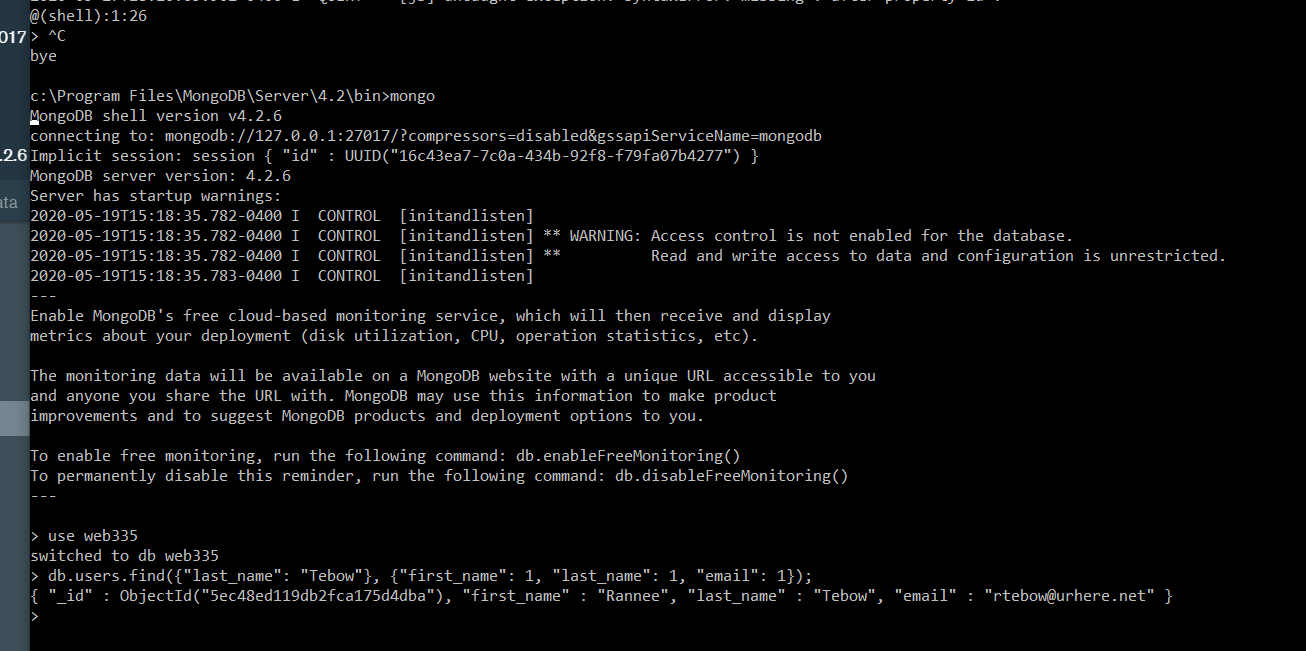 @(shell):1:26
017
> ^C
bye
c:\Program Files\MongoDB\Server\4.2\bin>mongo
MongoDB shell version v4.2.6
connecting to: mongodb://127.0.0.1:27017/?compressors=disabled&gssapiServiceName=mongodb
.2.6
Implicit session: session { "id" : UUID("16c43ea7-7c0a-434b-92f8-f79fa07b4277") }
MongoDB server version: 4.2.6
Server has startup warnings:
ata
2020-05-19T15:18:35.782-0400 I  CONTROL  [initandlisten]
2020-05-19T15:18:35.782-0400 I  CONTROL  [initandlisten] ** WARNING: Access control is not enabled for the database.
2020-05-19T15:18:35.782-0400 I  CONTROL  [initandlisten] **          Read and write access to data and configuration is unrestricted.
2020-05-19T15:18:35.783-0400 I  CONTROL  [initandlisten]
---
Enable MongoDB's free cloud-based monitoring service, which will then receive and display
metrics about your deployment (disk utilization, CPU, operation statistics, etc).
The monitoring data will be available on a MongoDB website with a unique URL accessible to you
and anyone you share the URL with. MongoDB may use this information to make product
improvements and to suggest MongoDB products and deployment options to you.
To enable free monitoring, run the following command: db.enableFreeMonitoring()
To permanently disable this reminder, run the following command: db.disableFreeMonitoring()
---
> use web335
switched to db web335
> db.users.find({"last_name": "Tebow"}, {"first_name": 1, "last_name": 1, "email": 1});
{ "_id" : ObjectId("5ec48ed119db2fca175d4dba"), "first_name" : "Rannee", "last_name" : "Tebow", "email" : "rtebow@urhere.net" }
>